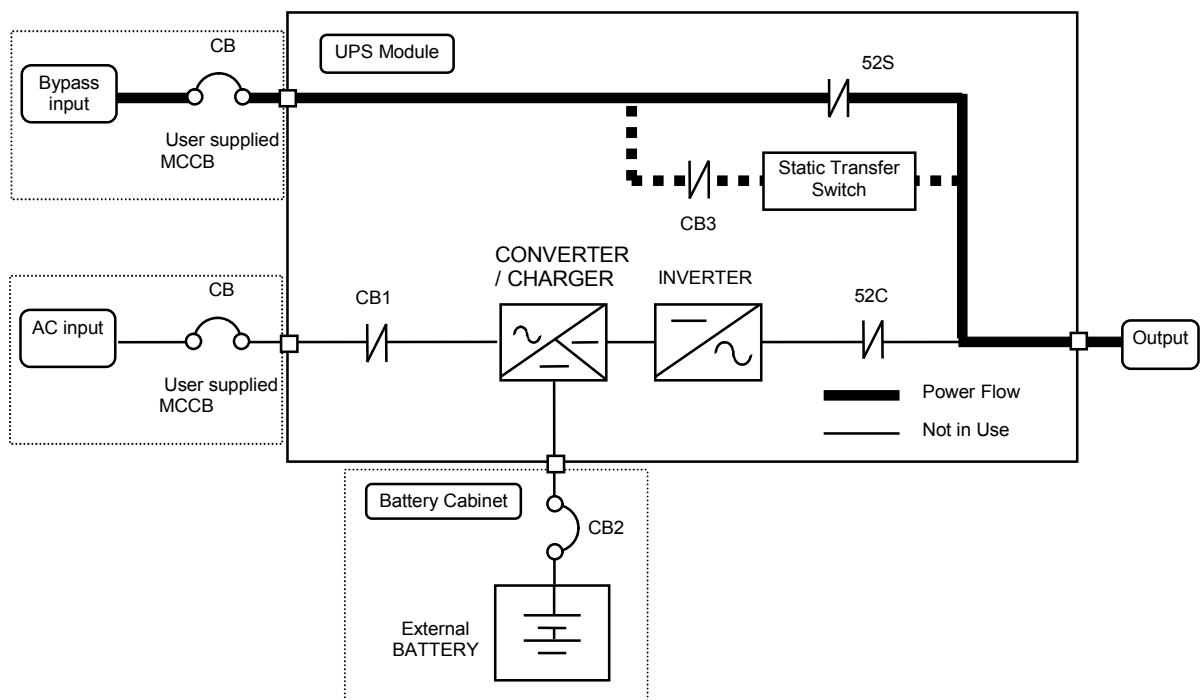 CB
UPS Module
52S
Bypass
input
User supplied
MCCB
Static Transfer
Switch
CB3
CONVERTER
/ CHARGER
INVERTER
CB
CB1
52C
AC input
Output
User supplied
MCCB
Power Flow
Not in Use
Battery Cabinet
CB2
External
BATTERY